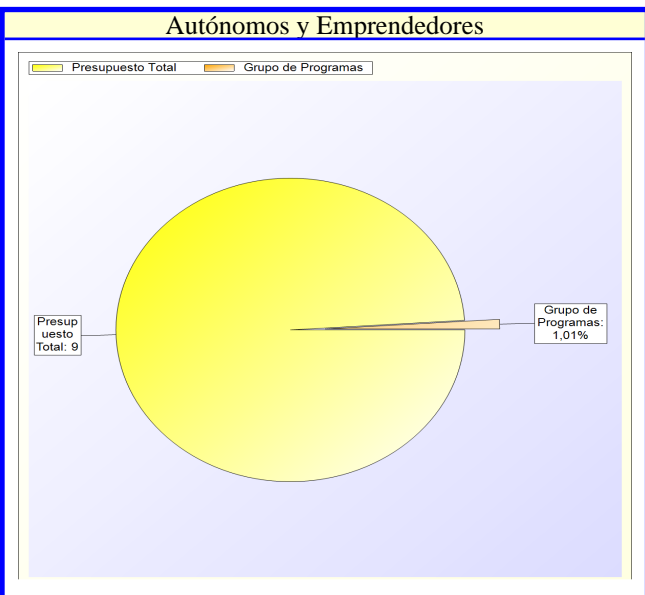 Autónomos y Emprendedores
Presupuesto Total
Grupo de Programas
Presup
uesto
Total: 9
Grupo de
Programas:
1,01%